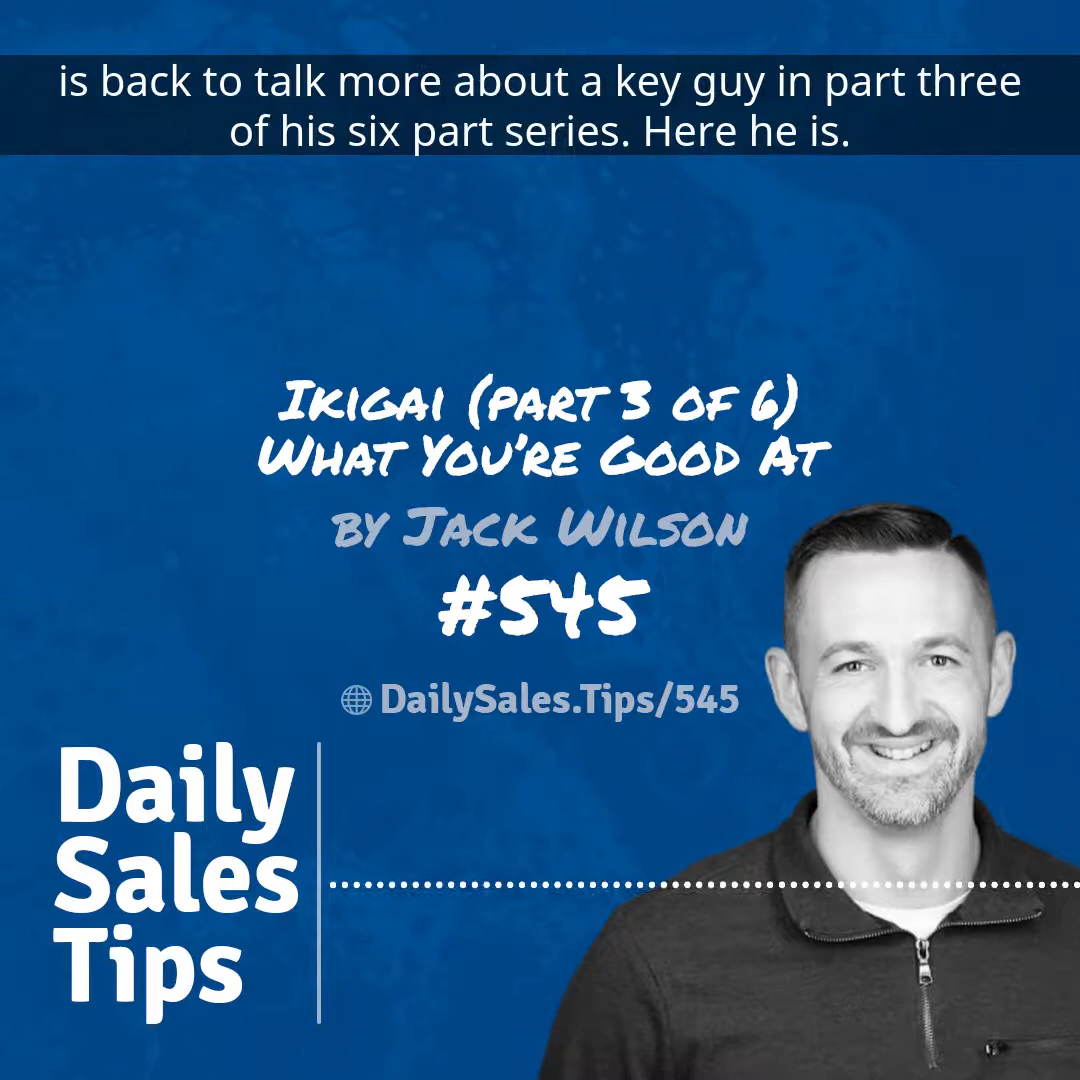 is back to talk more about a key guy in part three
of his six part series. Here he is.
Ikigai (part 3 of 6)
What You're Good At
by Jack Wilson
#545
DailySales.Tips/545
Daily
Sales
Tips